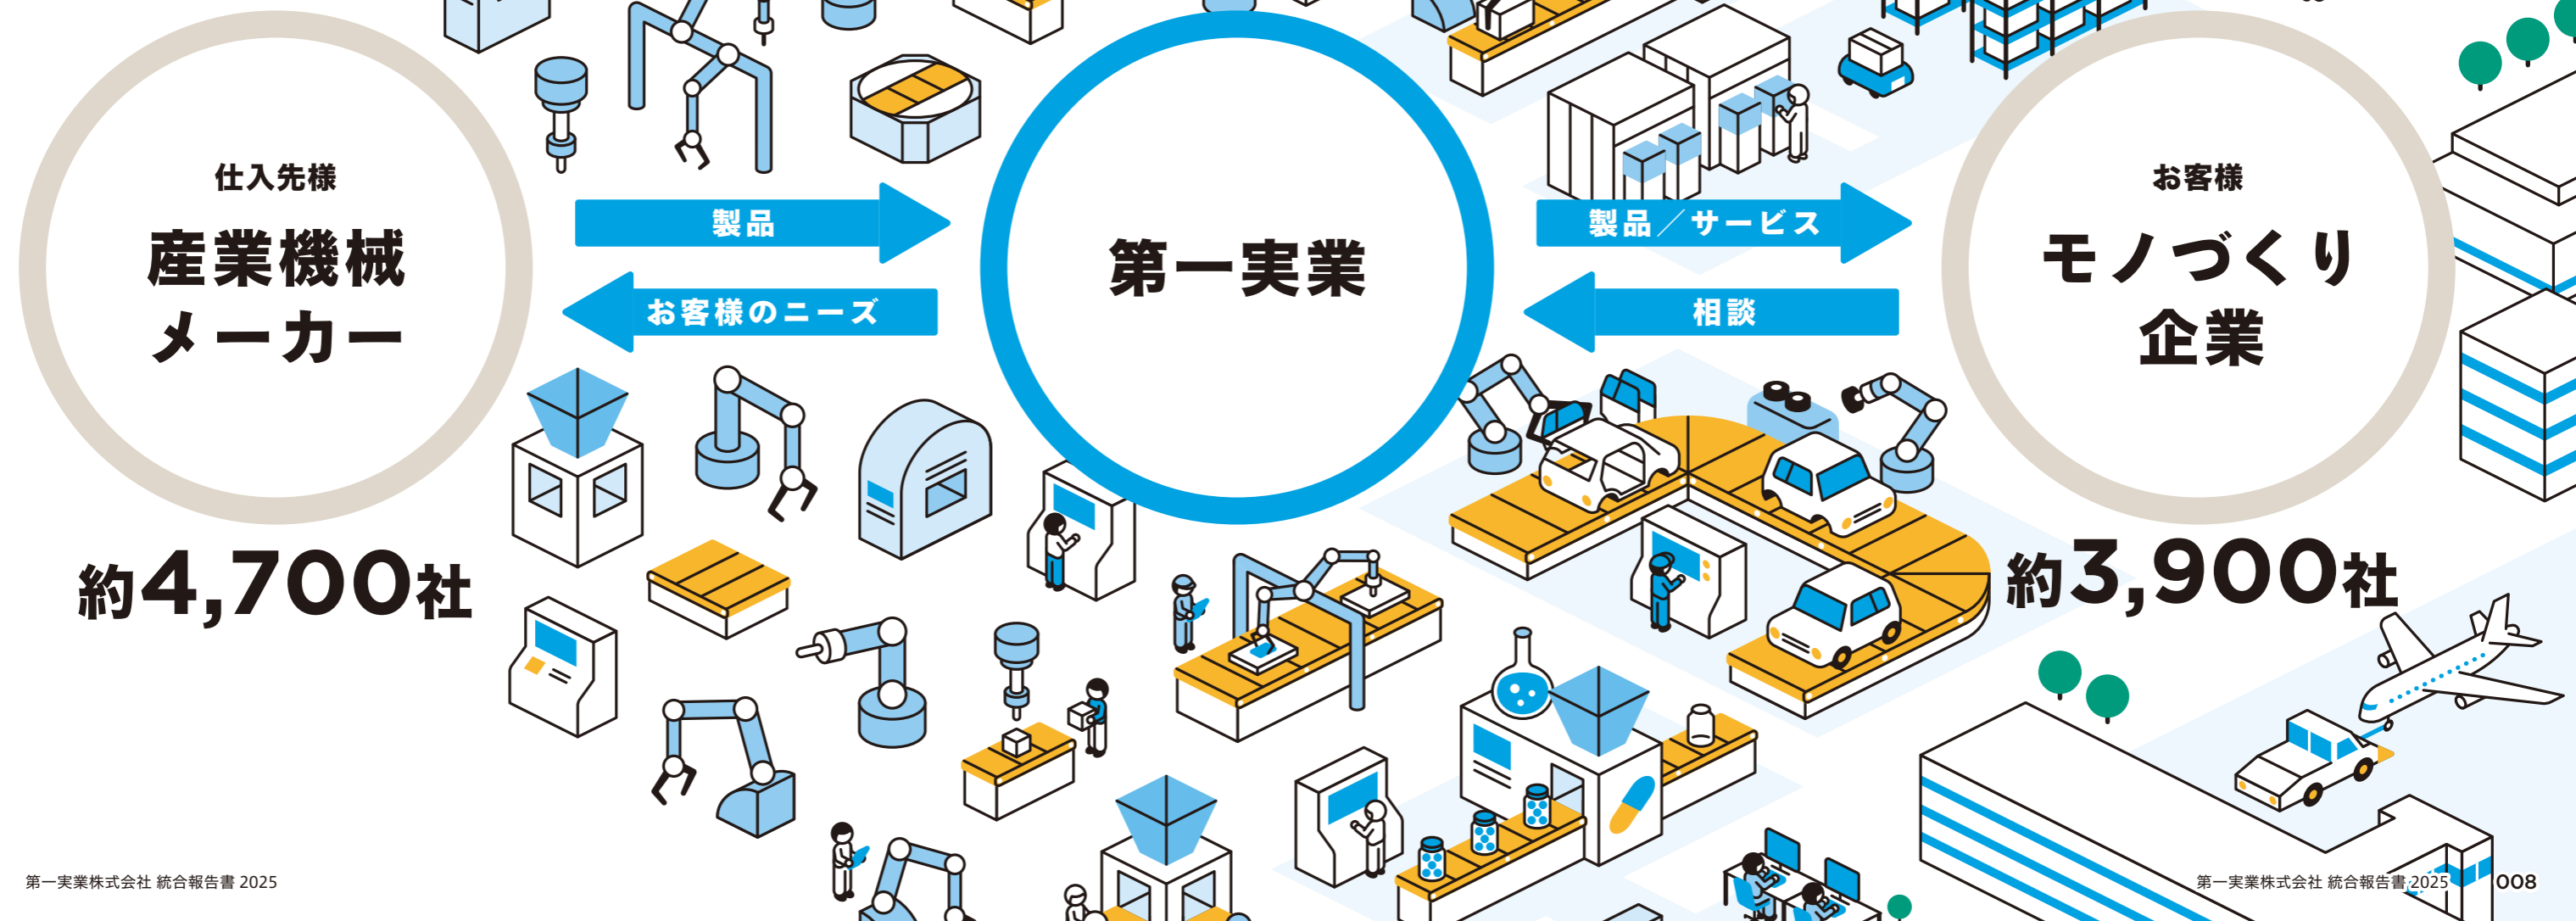 仕入先様
産業機械
メーカー
約4,700社
製品
お客様のニーズ
第一実業
製品／サービス
相談
お客様
モノづくり
企業
約3,900社
第一実業株式会社 統合報告書 2025
第一実業株式会社 統合報告書 2025
008